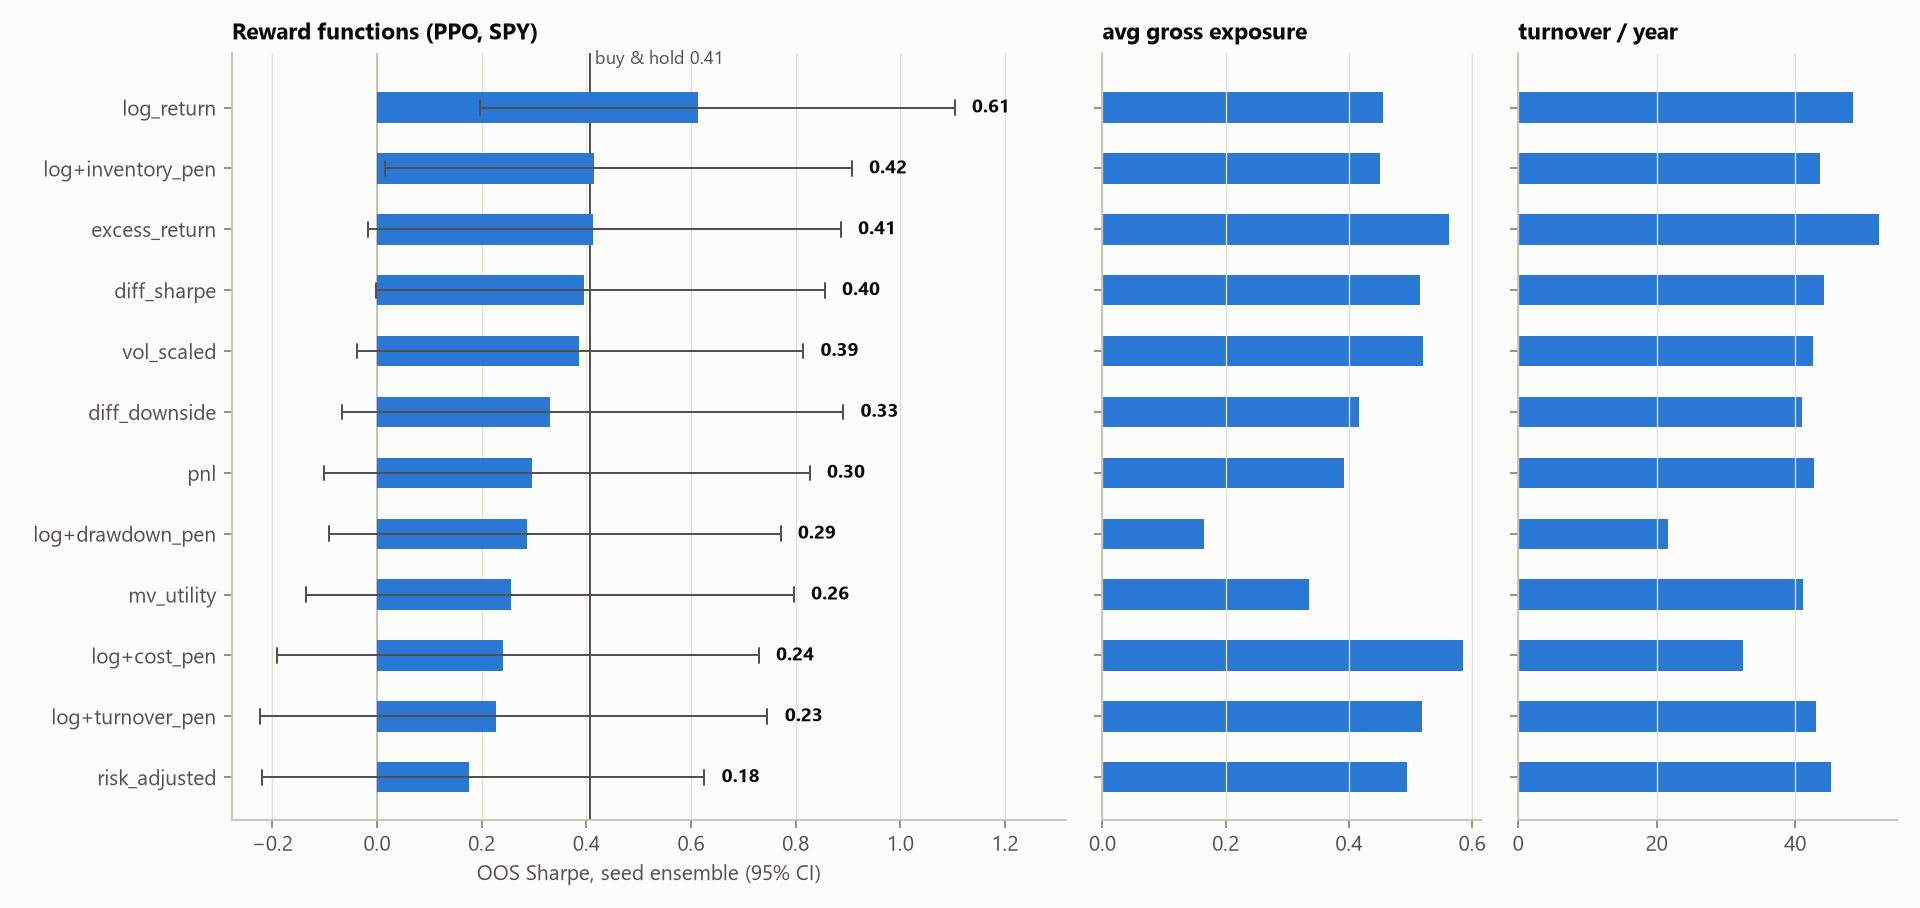 Reward functions (PPO, SPY)
avg gross exposure
turnover / year
buy & hold 0.41
log_return
0.61
log+inventory_pen
0.42
excess_return
0.41
diff_sharpe
0.40
vol_scaled
0.39
diff_downside
0.33
pnl
0.30
log+drawdown_pen
0.29
mv_utility
0.26
log+cost_pen
0.24
log+turnover_pen
0.23
risk_adjusted
0.18
−0.2 0.0 0.2 0.4 0.6 0.8 1.0 1.2
0.0 0.2 0.4 0.6
0 20 40
OOS Sharpe, seed ensemble (95% CI)